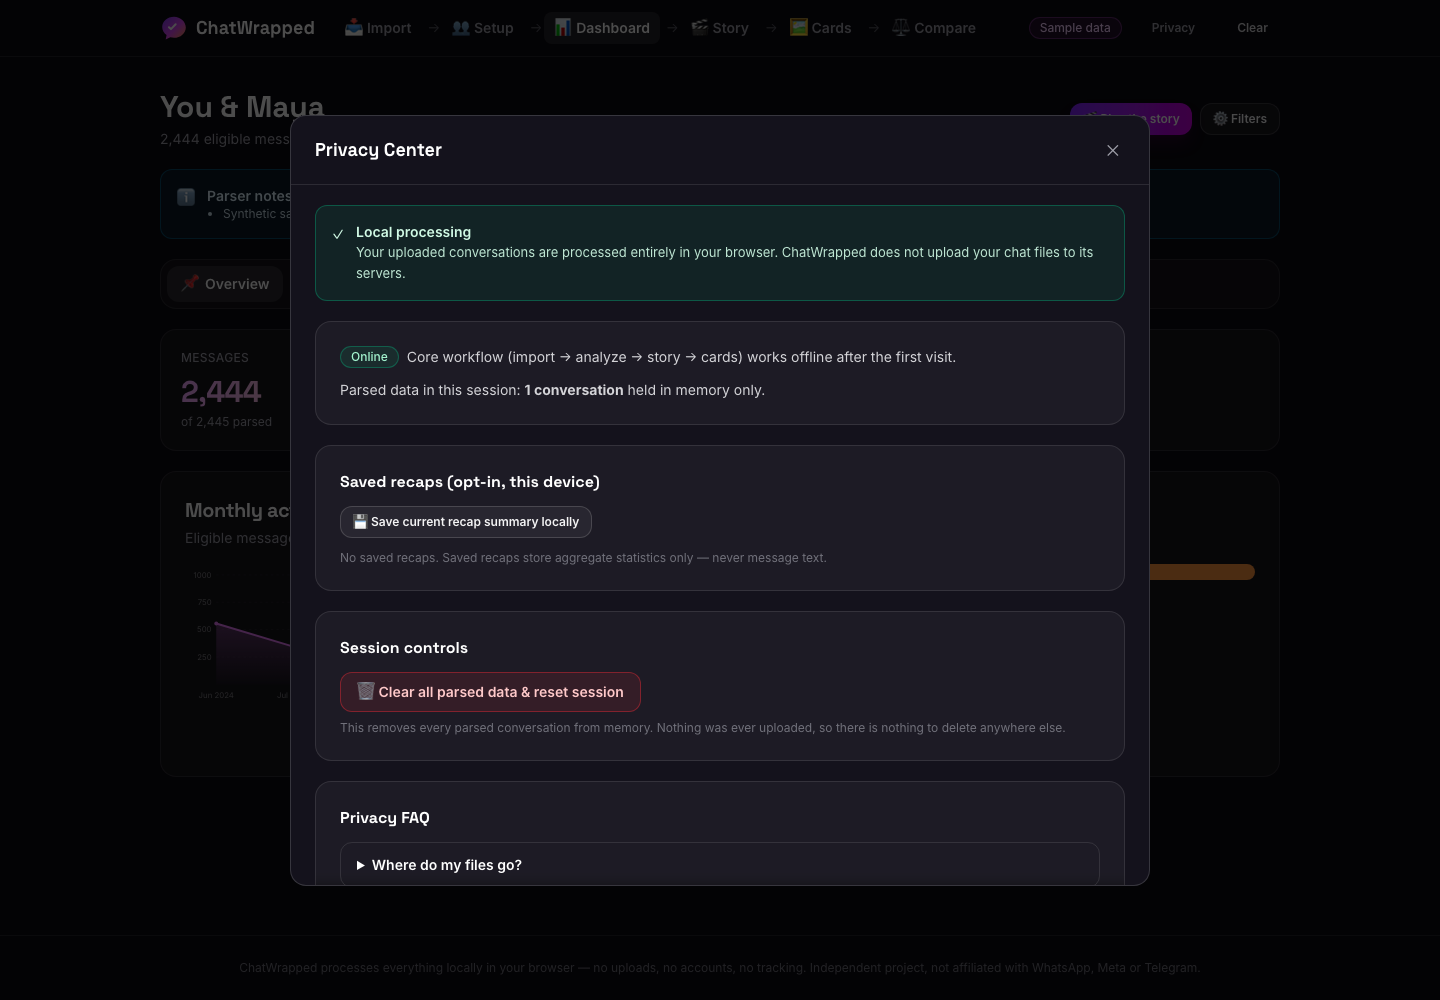 ChatWrapped
Import → Setup → Dashboard → Story → Cards → Compare
Sample data
Privacy
Clear
You & Maya
2,444 eligible mess
story
Filters
Parser notes
• Synthetic sa
Overview
MESSAGES
2,444
of 2,445 parsed
Monthly ac
Eligible message
1000
750
500
250
Jun 2024
Jul
Privacy Center
Local processing
Your uploaded conversations are processed entirely in your browser. ChatWrapped does not upload your chat files to its
servers.
Online Core workflow (import → analyze → story → cards) works offline after the first visit.
Parsed data in this session: 1 conversation held in memory only.
Saved recaps (opt-in, this device)
Save current recap summary locally
No saved recaps. Saved recaps store aggregate statistics only — never message text.
Session controls
Clear all parsed data & reset session
This removes every parsed conversation from memory. Nothing was ever uploaded, so there is nothing to delete anywhere else.
Privacy FAQ
Where do my files go?
ChatWrapped processes everything locally in your browser — no uploads, no accounts, no tracking. Independent project, not affiliated with WhatsApp, Meta or Telegram.